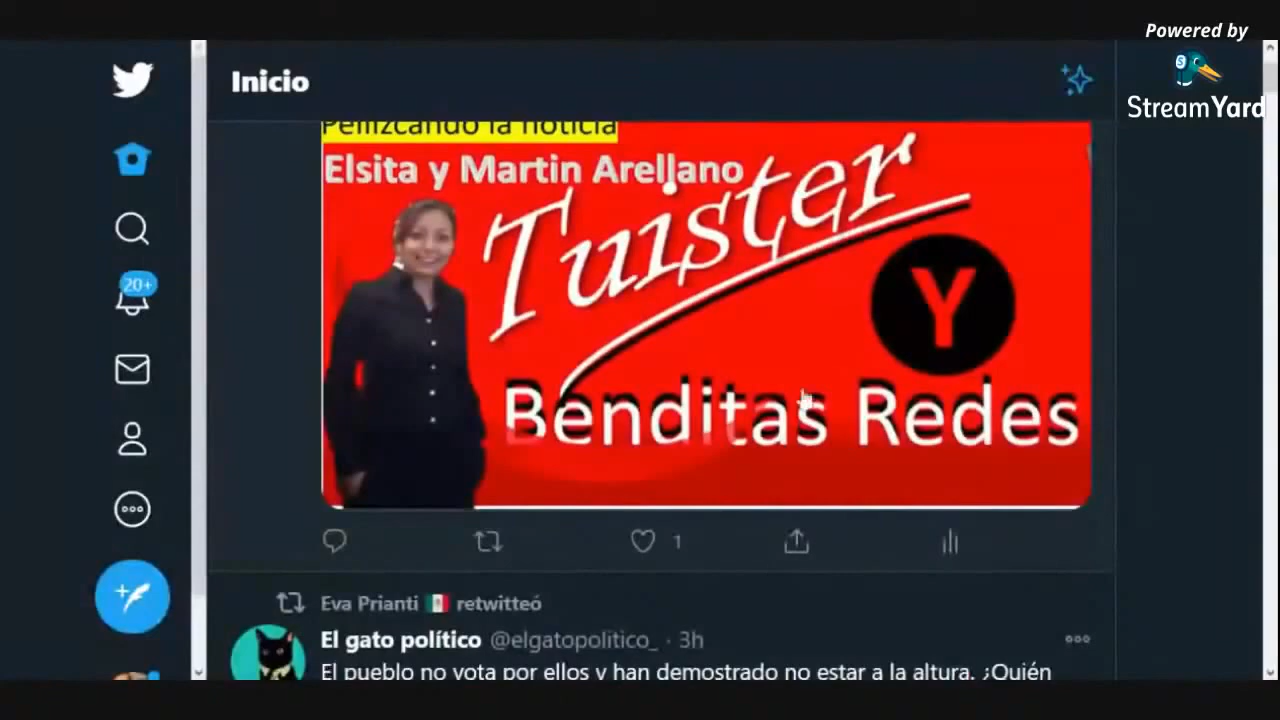 Powered by
StreamYard
Inicio
Pellizcando la noticia
Elsita y Martin Arellano
Tuister
Y
Benditas Redes
20+
1
Eva Prianti retwitteó
El gato político @elgatopolitico_ · 3h
El pueblo no vota por ellos y han demostrado no estar a la altura. ¿Quién